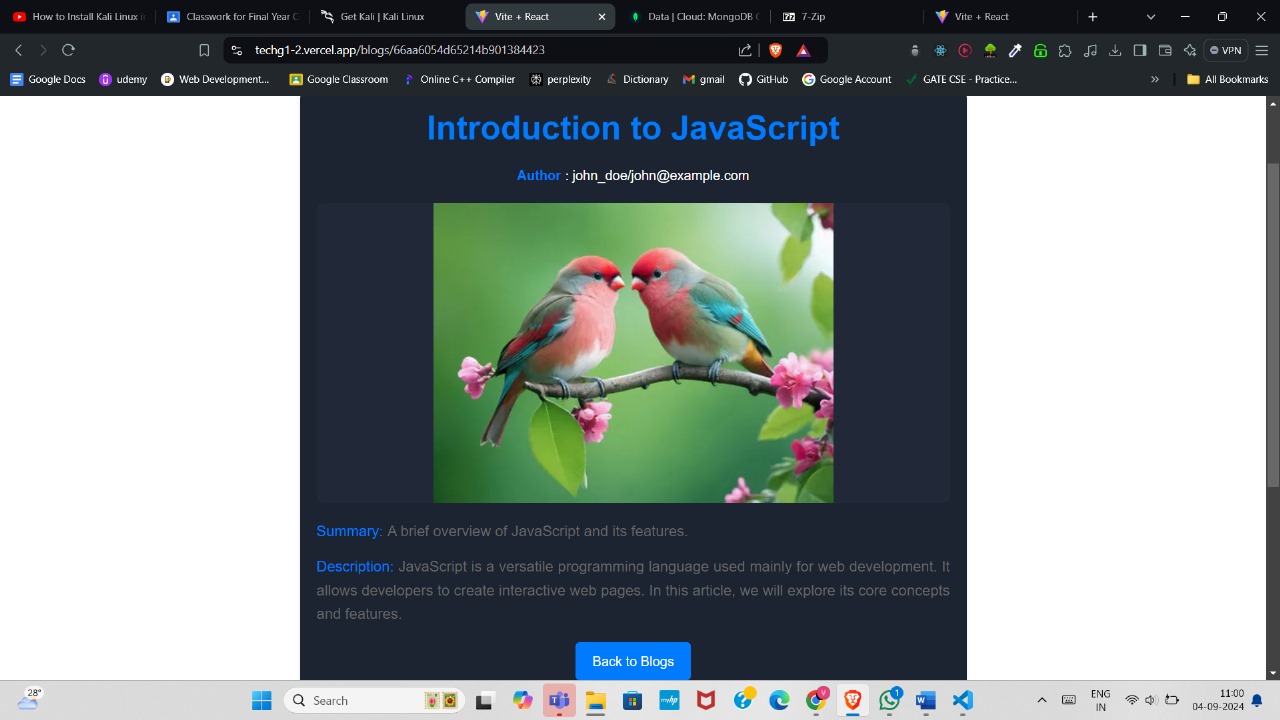 How to Install Kali Linux i
Classwork for Final Year C
Get Kali | Kali Linux
Vite + React
Data | Cloud: MongoDB C
7-Zip
Vite + React
techg1-2.vercel.app/blogs/66aa6054d65214b901384423
VPN
Google Docs
udemy
Web Development...
Google Classroom
Online C++ Compiler
perplexity
Dictionary
gmail
GitHub
Google Account
GATE CSE - Practice...
»
All Bookmarks
Introduction to JavaScript
Author : john_doe/john@example.com
Summary: A brief overview of JavaScript and its features.
Description: JavaScript is a versatile programming language used mainly for web development. It
allows developers to create interactive web pages. In this article, we will explore its core concepts
and features.
Back to Blogs
28°
Search
ENG
IN
11:00
04-09-2024